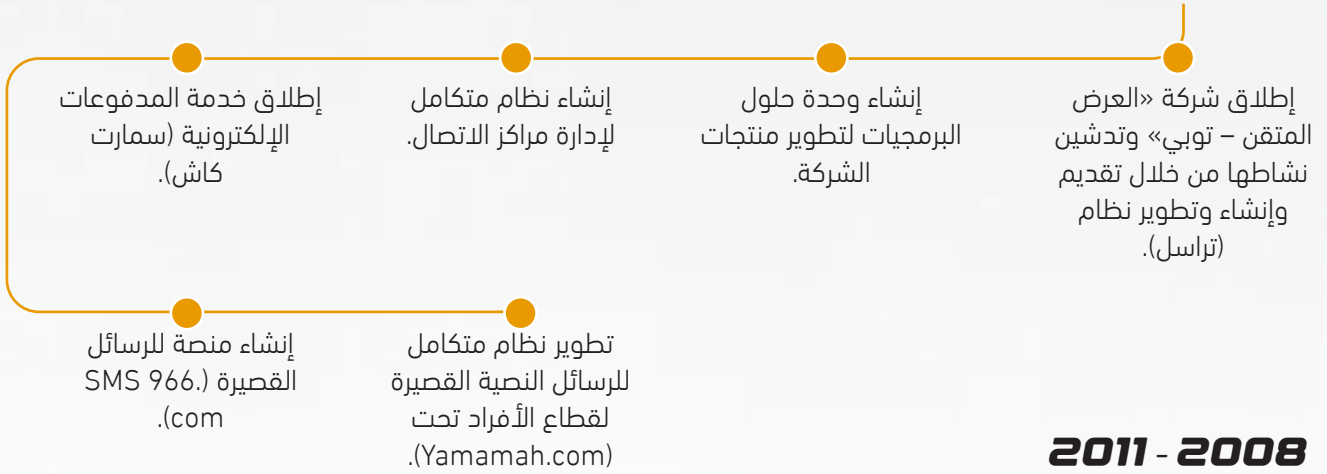 إطلاق شركة «العرض
المتقن – توبي» وتدشين
نشاطها من خلال تقديم
وإنشاء وتطوير نظام
(تراسل).
إنشاء وحدة حلول
البرمجيات لتطوير منتجات
الشركة.
إنشاء نظام متكامل
لإدارة مراكز الاتصال.
إطلاق خدمة المدفوعات
الإلكترونية (سمارت
كاش).
إنشاء منصة للرسائل
القصيرة (SMS 966.
com).
تطوير نظام متكامل
للرسائل النصية القصيرة
لقطاع الأفراد تحت
(Yamamah.com).
2011 - 2008